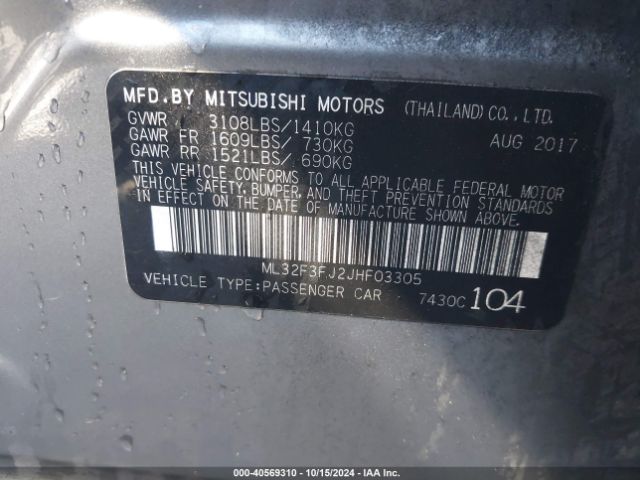 MFD.BY MITSUBISHI MOTORS (THAILAND)CO.,LTD.
GVWR 3108LBS/1410KG AUG 2017
GAWR FR 1609LBS/ 730KG
GAWR RR 1521LBS/ 690KG
THIS VEHICLE CONFORMS TO ALL APPLICABLE FEDERAL MOTOR
VEHICLE SAFETY, BUMPER, AND THEFT PREVENTION STANDARDS
IN EFFECT ON THE DATE OF MANUFACTURE SHOWN ABOVE.
ML32F3FJ2JHF03305
VEHICLE TYPE:PASSENGER CAR 7430C 104
000-40569310 - 10/15/2024 - IAA Inc.